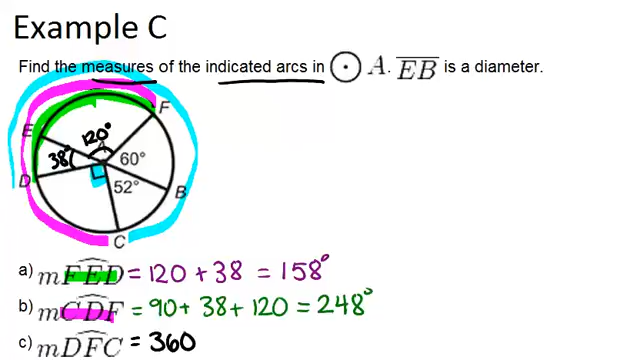 Example C
Find the measures of the indicated arcs in ⊙ A. EB is a diameter.
F
E
120°
38°
60°
D
52°
B
C
a) mFED = 120 + 38 = 158°
b) mCDF = 90 + 38 + 120 = 248°
c) mDFC = 360